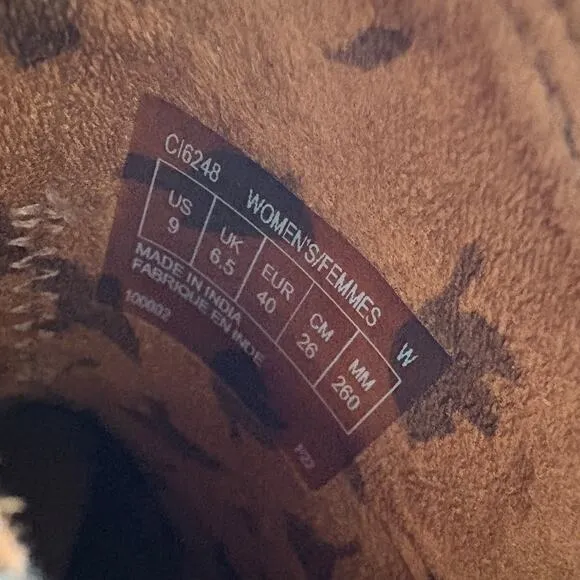 CI6248 WOMEN'S/FEMMES W
US UK EUR CM MM
9 6.5 40 26 260
MADE IN INDIA
FABRIQUE EN INDE
100802